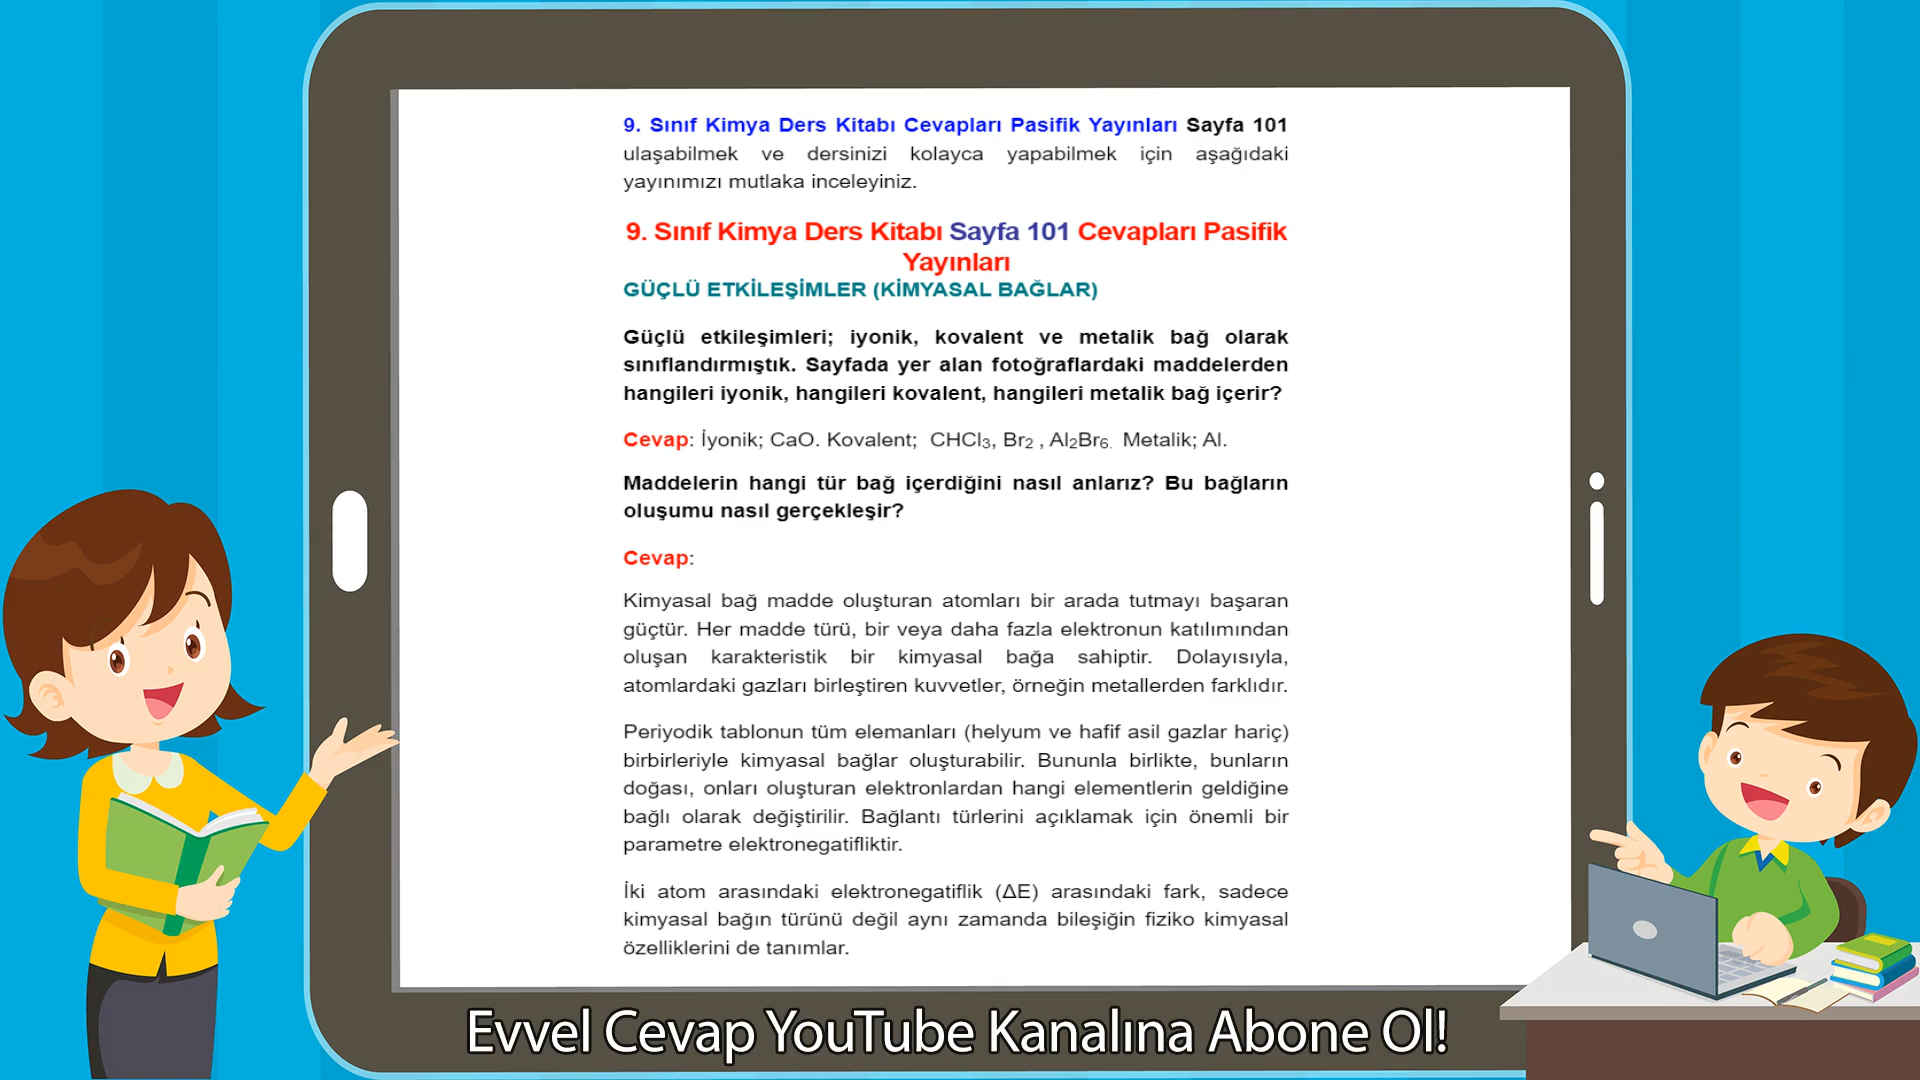 9. Sınıf Kimya Ders Kitabı Cevapları Pasifik Yayınları Sayfa 101
ulaşabilmek ve dersinizi kolayca yapabilmek için aşağıdaki
yayınımızı mutlaka inceleyiniz.
9. Sınıf Kimya Ders Kitabı Sayfa 101 Cevapları Pasifik
Yayınları
GÜÇLÜ ETKİLEŞİMLER (KİMYASAL BAĞLAR)
Güçlü etkileşimleri; iyonik, kovalent ve metalik bağ olarak
sınıflandırmıştık. Sayfada yer alan fotoğraflardaki maddelerden
hangileri iyonik, hangileri kovalent, hangileri metalik bağ içerir?
Cevap: İyonik; CaO. Kovalent; CHCl₃, Br₂ , Al₂Br₆. Metalik; Al.
Maddelerin hangi tür bağ içerdiğini nasıl anlarız? Bu bağların
oluşumu nasıl gerçekleşir?
Cevap:
Kimyasal bağ madde oluşturan atomları bir arada tutmayı başaran
güçtür. Her madde türü, bir veya daha fazla elektronun katılımından
oluşan karakteristik bir kimyasal bağa sahiptir. Dolayısıyla,
atomlardaki gazları birleştiren kuvvetler, örneğin metallerden farklıdır.
Periyodik tablonun tüm elemanları (helyum ve hafif asil gazlar hariç)
birbirleriyle kimyasal bağlar oluşturabilir. Bununla birlikte, bunların
doğası, onları oluşturan elektronlardan hangi elementlerin geldiğine
bağlı olarak değiştirilir. Bağlantı türlerini açıklamak için önemli bir
parametre elektronegatifliktir.
İki atom arasındaki elektronegatiflik (ΔE) arasındaki fark, sadece
kimyasal bağın türünü değil aynı zamanda bileşiğin fiziko kimyasal
özelliklerini de tanımlar.
Evvel Cevap YouTube Kanalına Abone Ol!